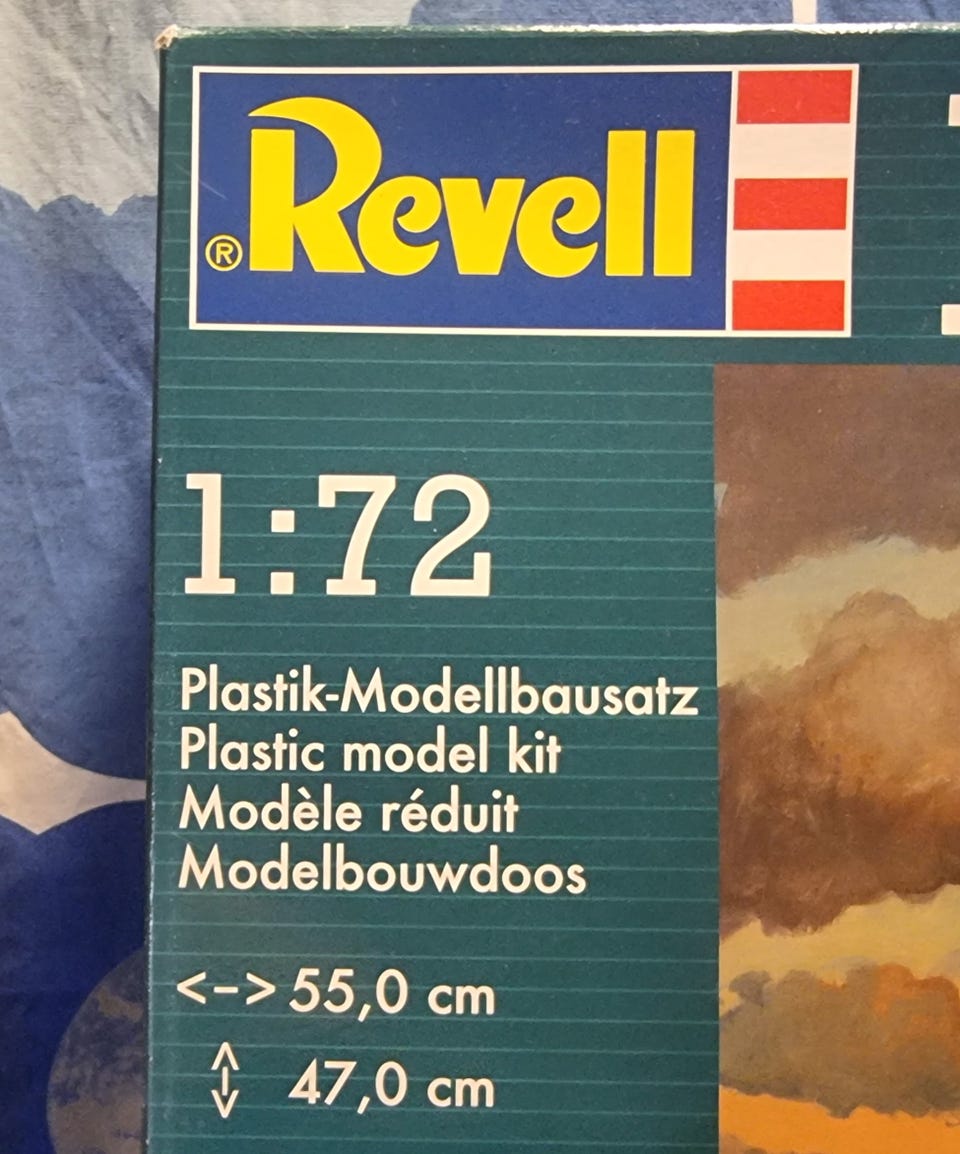 ® Revell
1:72
Plastik-Modellbausatz
Plastic model kit
Modèle réduit
Modelbouwdoos
<-> 55,0 cm
47,0 cm